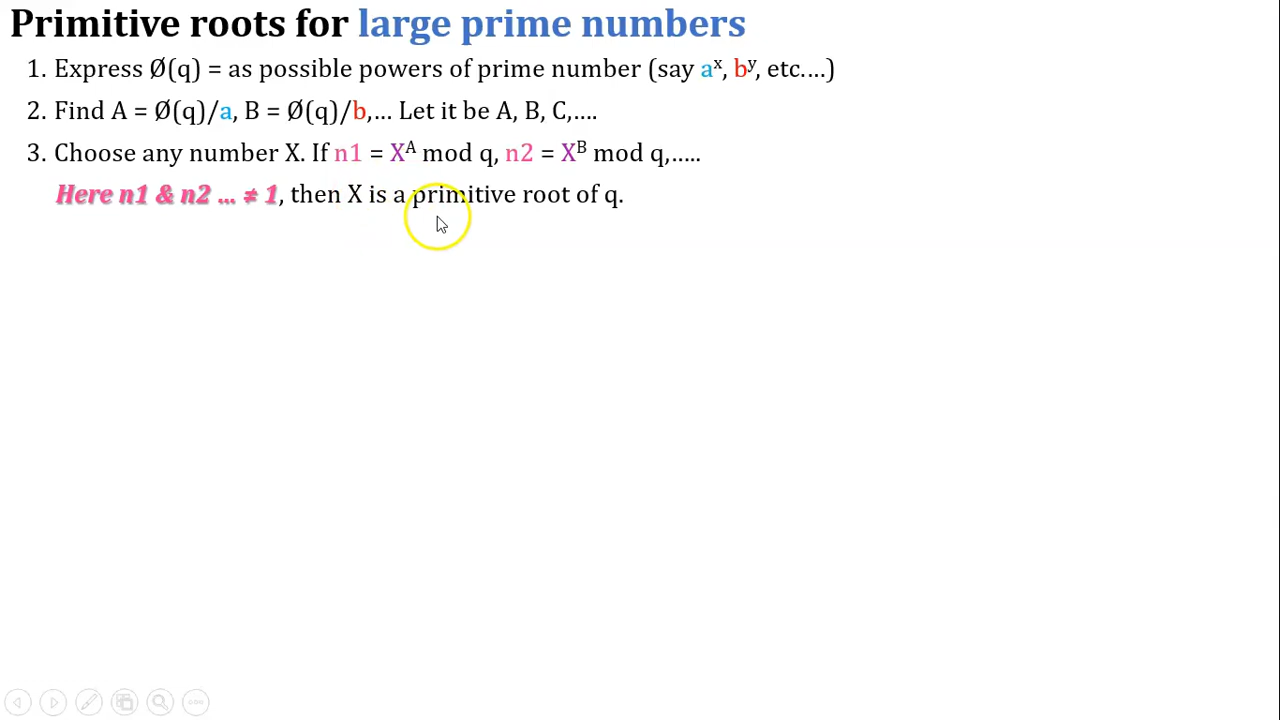 Primitive roots for large prime numbers
1. Express Ø(q) = as possible powers of prime number (say aˣ, bʸ, etc....)
2. Find A = Ø(q)/a, B = Ø(q)/b,... Let it be A, B, C,....
3. Choose any number X. If n1 = Xᴬ mod q, n2 = Xᴮ mod q,.....
Here n1 & n2 ... ≠ 1, then X is a primitive root of q.